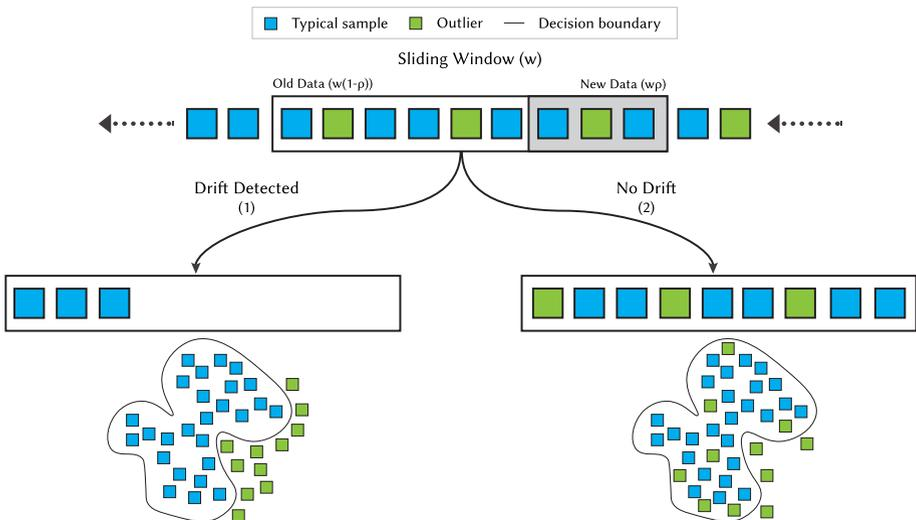 Typical sample Outlier Decision boundary
Sliding Window (w)
Old Data (w(1-ρ)) New Data (wρ)
Drift Detected
(1)
No Drift
(2)